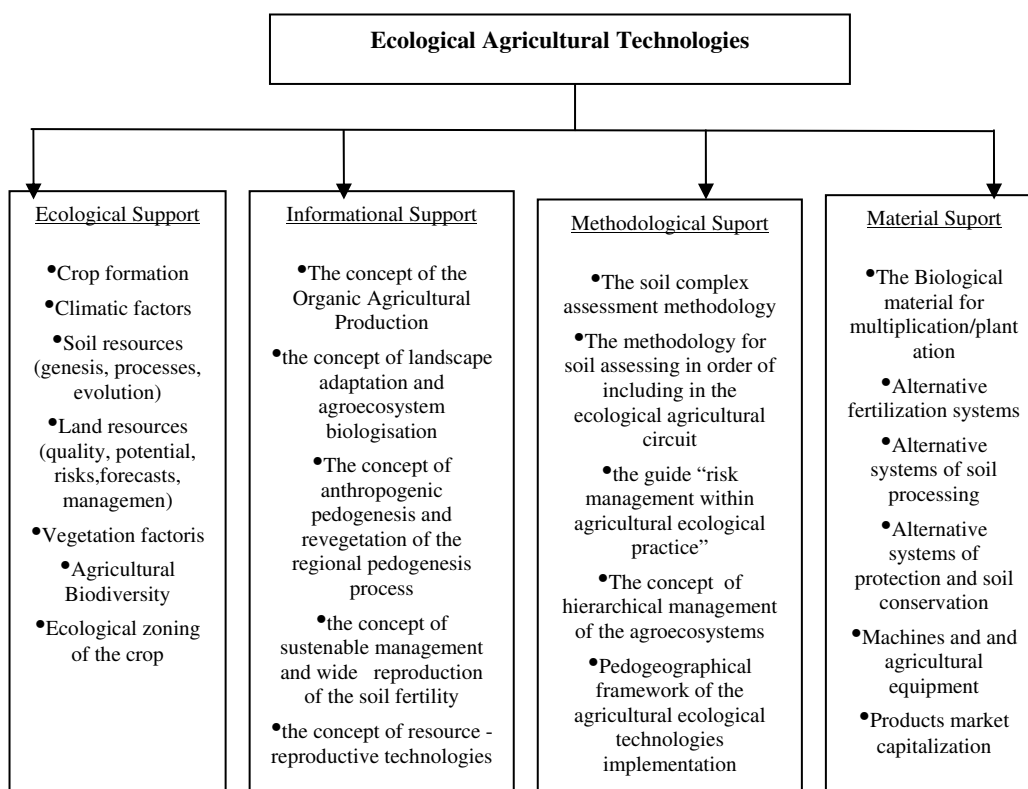 Ecological Agricultural Technologies
Ecological Support
•Crop formation
•Climatic factors
•Soil resources
(genesis, processes,
evolution)
•Land resources
(quality, potential,
risks,forecasts,
managemen)
•Vegetation factoris
•Agricultural
Biodiversity
•Ecological zoning
of the crop
Informational Support
•The concept of the
Organic Agricultural
Production
•the concept of landscape
adaptation and
agroecosystem
biologisation
•The concept of
anthropogenic
pedogenesis and
revegetation of the
regional pedogenesis
process
•the concept of
sustenable management
and wide reproduction
of the soil fertility
•the concept of resource -
reproductive technologies
Methodological Suport
•The soil complex
assessment methodology
•The methodology for
soil assessing in order of
including in the
ecological agricultural
circuit
•the guide “risk
management within
agricultural ecological
practice”
•The concept of
hierarchical management
of the agroecosystems
•Pedogeographical
framework of the
agricultural ecological
technologies
implementation
Material Suport
•The Biological
material for
multiplication/plant
ation
•Alternative
fertilization systems
•Alternative
systems of soil
processing
•Alternative
systems of
protection and soil
conservation
•Machines and and
agricultural
equipment
•Products market
capitalization